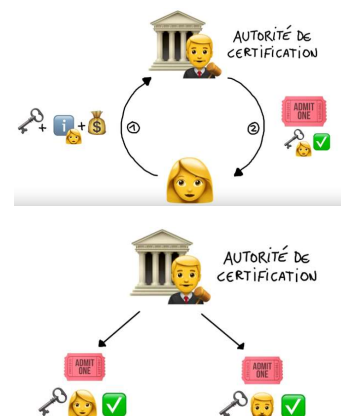 AUTORITÉ DE
CERTIFICATION
①
②
ADMIT
ONE
AUTORITÉ DE
CERTIFICATION
ADMIT
ONE
ADMIT
ONE